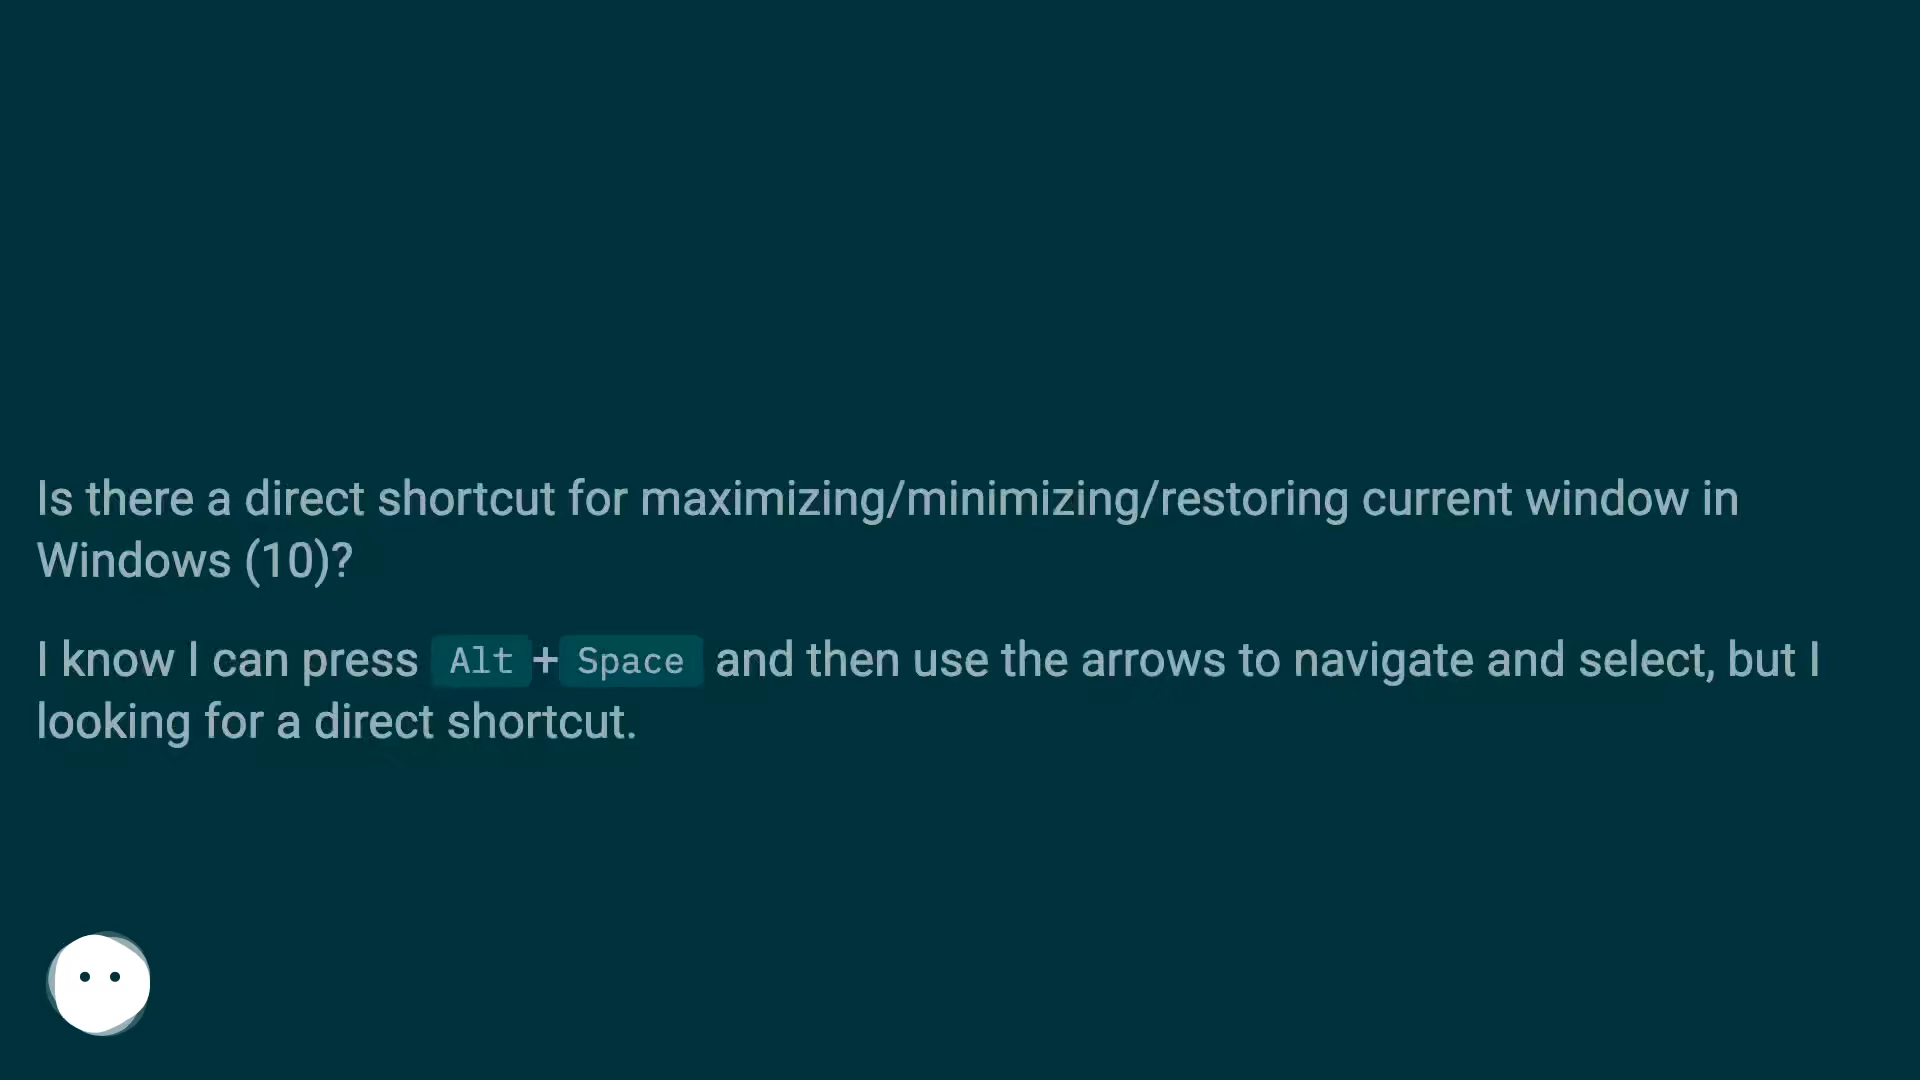 Is there a direct shortcut for maximizing/minimizing/restoring current window in
Windows (10)?
I know I can press Alt+Space and then use the arrows to navigate and select, but I
looking for a direct shortcut.